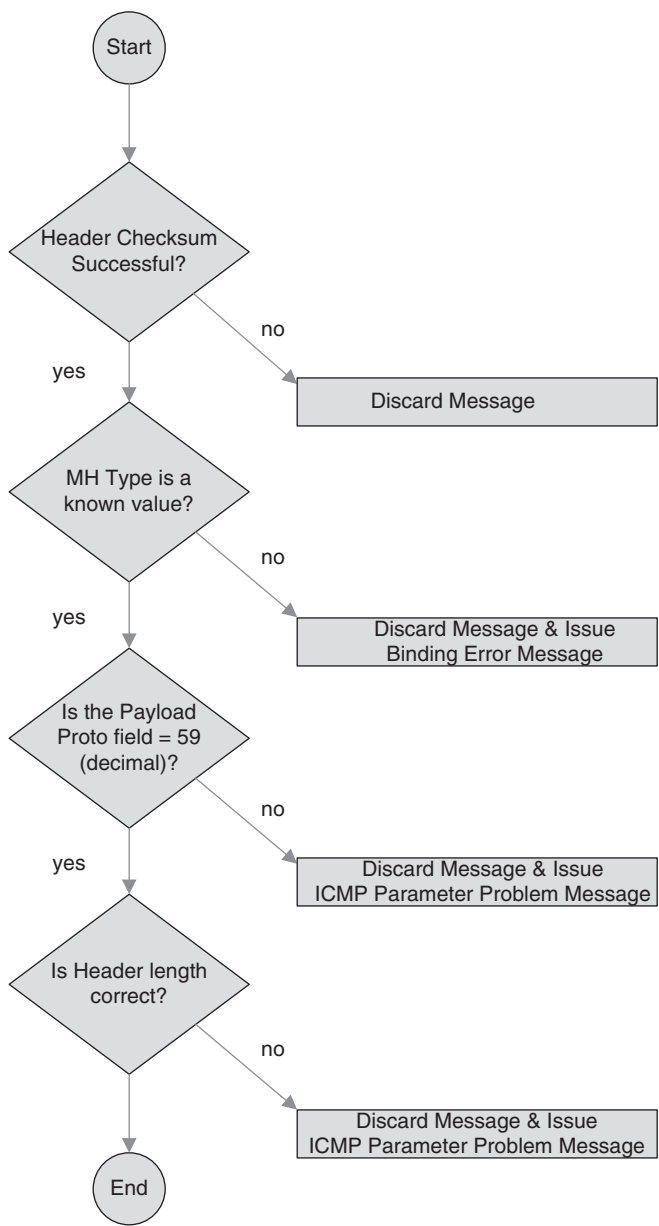 Start
Header Checksum
Successful?
no
yes
Discard Message
MH Type is a
known value?
no
yes
Discard Message & Issue
Binding Error Message
Is the Payload
Proto field = 59
(decimal)?
no
yes
Discard Message & Issue
ICMP Parameter Problem Message
Is Header length
correct?
no
Discard Message & Issue
ICMP Parameter Problem Message
End